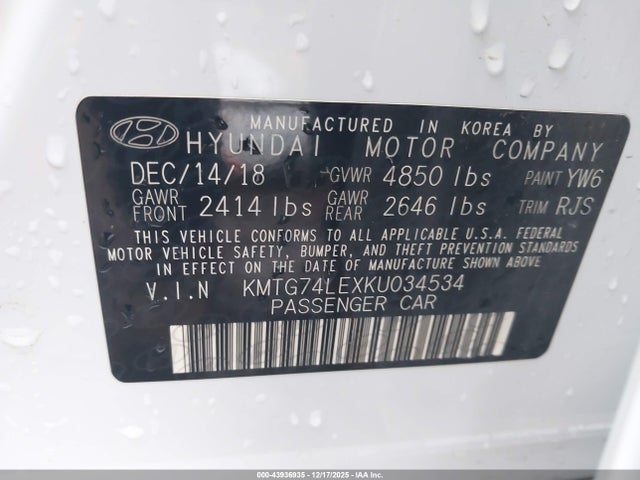 MANUFACTURED IN KOREA BY
HYUNDAI MOTOR COMPANY
DEC/14/18 GVWR 4850 lbs PAINT YW6
GAWR FRONT 2414 lbs GAWR REAR 2646 lbs TRIM RJS
THIS VEHICLE CONFORMS TO ALL APPLICABLE U.S.A. FEDERAL
MOTOR VEHICLE SAFETY, BUMPER, AND THEFT PREVENTION STANDARDS
IN EFFECT ON THE DATE OF MANUFACTURE SHOWN ABOVE.
V.I.N KMTG74LEXKU034534
PASSENGER CAR
000-43936935 - 12/17/2025 - IAAI.COM